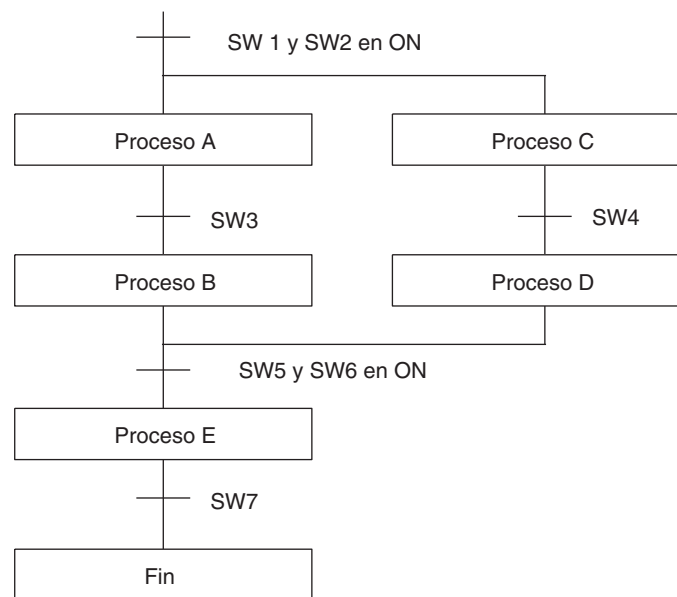 SW 1 y SW2 en ON
Proceso A
Proceso C
SW3
SW4
Proceso B
Proceso D
SW5 y SW6 en ON
Proceso E
SW7
Fin